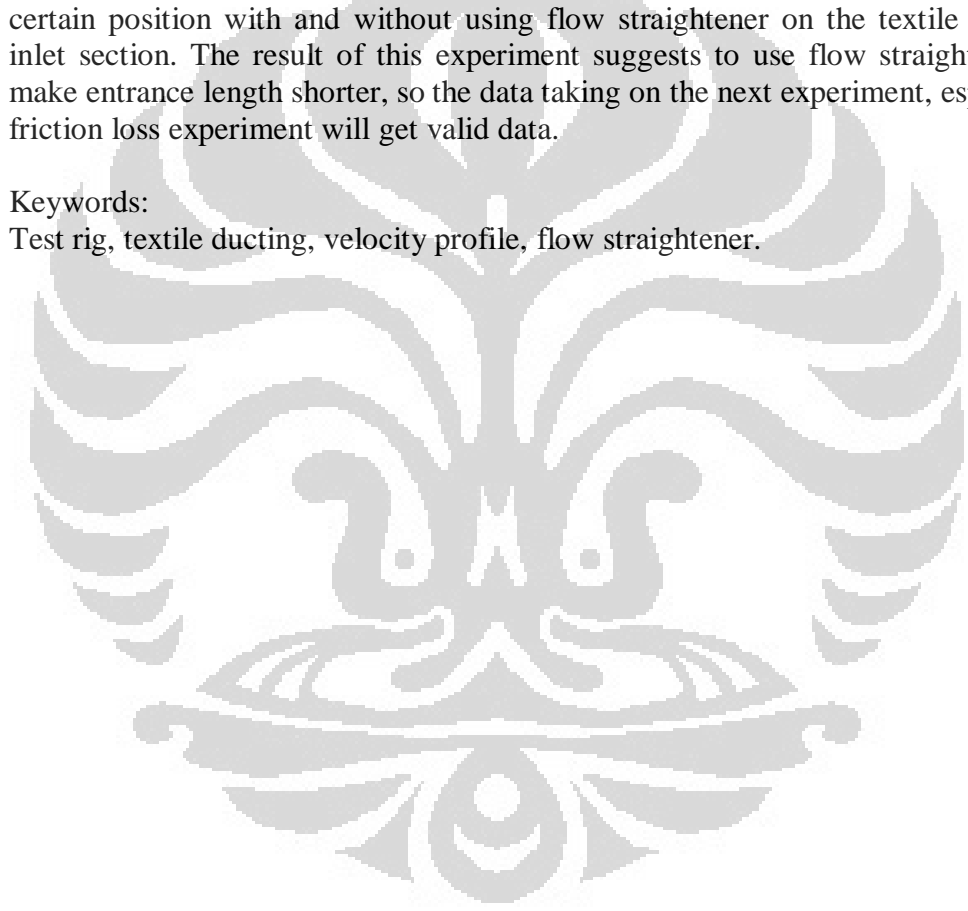 certain position with and without using flow straightener on the textile
inlet section. The result of this experiment suggests to use flow straigh
make entrance length shorter, so the data taking on the next experiment, es
friction loss experiment will get valid data.
Keywords:
Test rig, textile ducting, velocity profile, flow straightener.